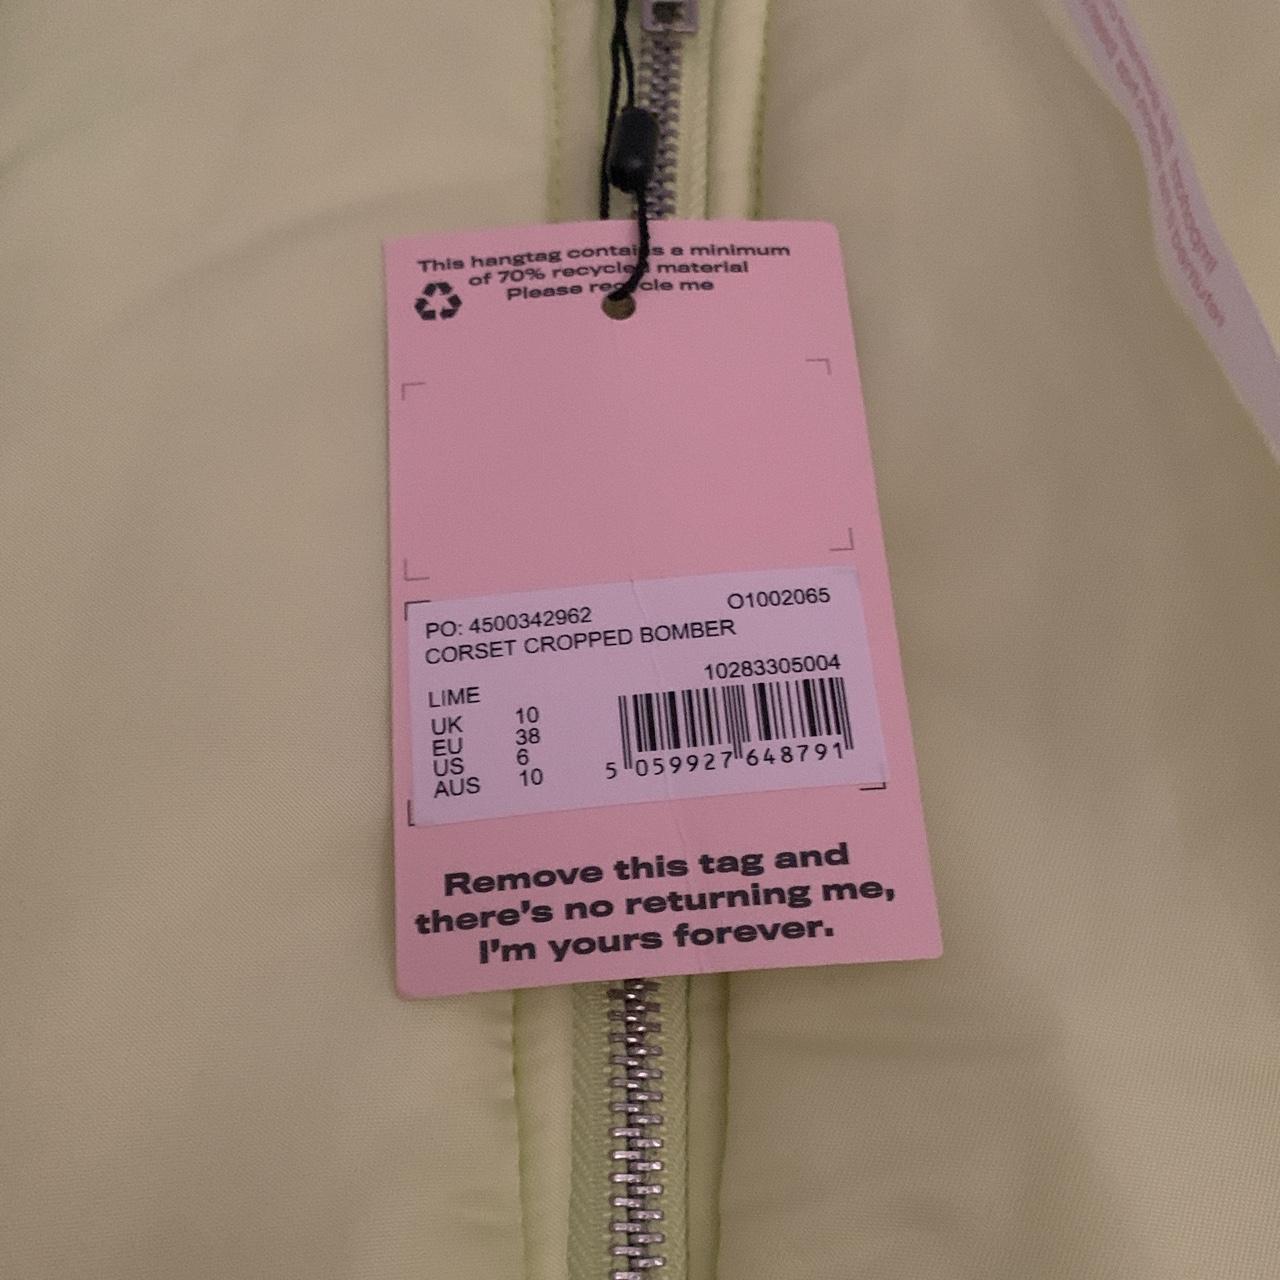 This hangtag contains a minimum
of 70% recycled material
Please recycle me
PO: 4500342962 O1002065
CORSET CROPPED BOMBER
10283305004
LIME
UK 10
EU 38
US 6
AUS 10
5 059927 648791
Remove this tag and
there's no returning me,
I'm yours forever.